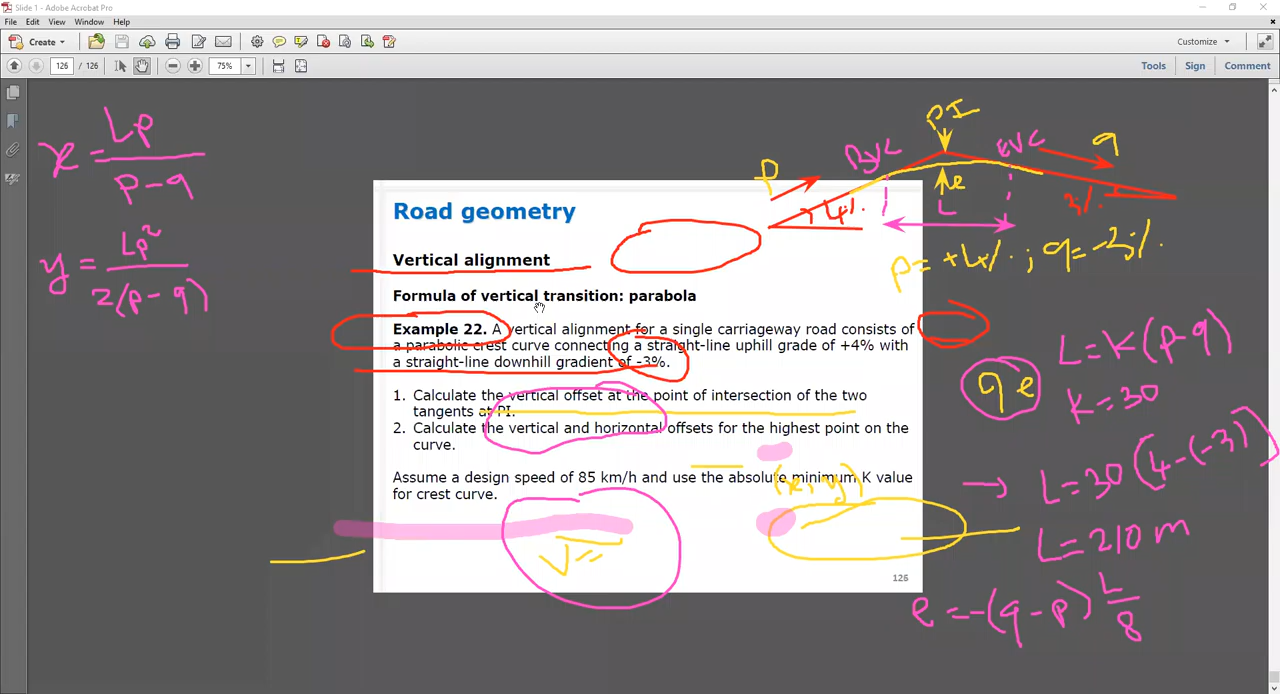 Slide 1 - Adobe Acrobat Pro
File Edit View Window Help
Create
Customize
126 / 126
75%
Tools Sign Comment
x = Lp / p-q
y = Lp² / 2(p-q)
PI
PVC
EVC
p
q
e
L
4%
3%
p = +4% ; q = -3%
Road geometry
Vertical alignment
Formula of vertical transition: parabola
Example 22. A vertical alignment for a single carriageway road consists of
a parabolic crest curve connecting a straight-line uphill grade of +4% with
a straight-line downhill gradient of -3%.
1. Calculate the vertical offset at the point of intersection of the two
tangents at PI.
2. Calculate the vertical and horizontal offsets for the highest point on the
curve.
Assume a design speed of 85 km/h and use the absolute minimum K value
for crest curve.
(x, y)
V=
126
L = K(p-q)
e
K = 30
L = 30(4-(-3))
L = 210 m
e = -(q-p) L/8